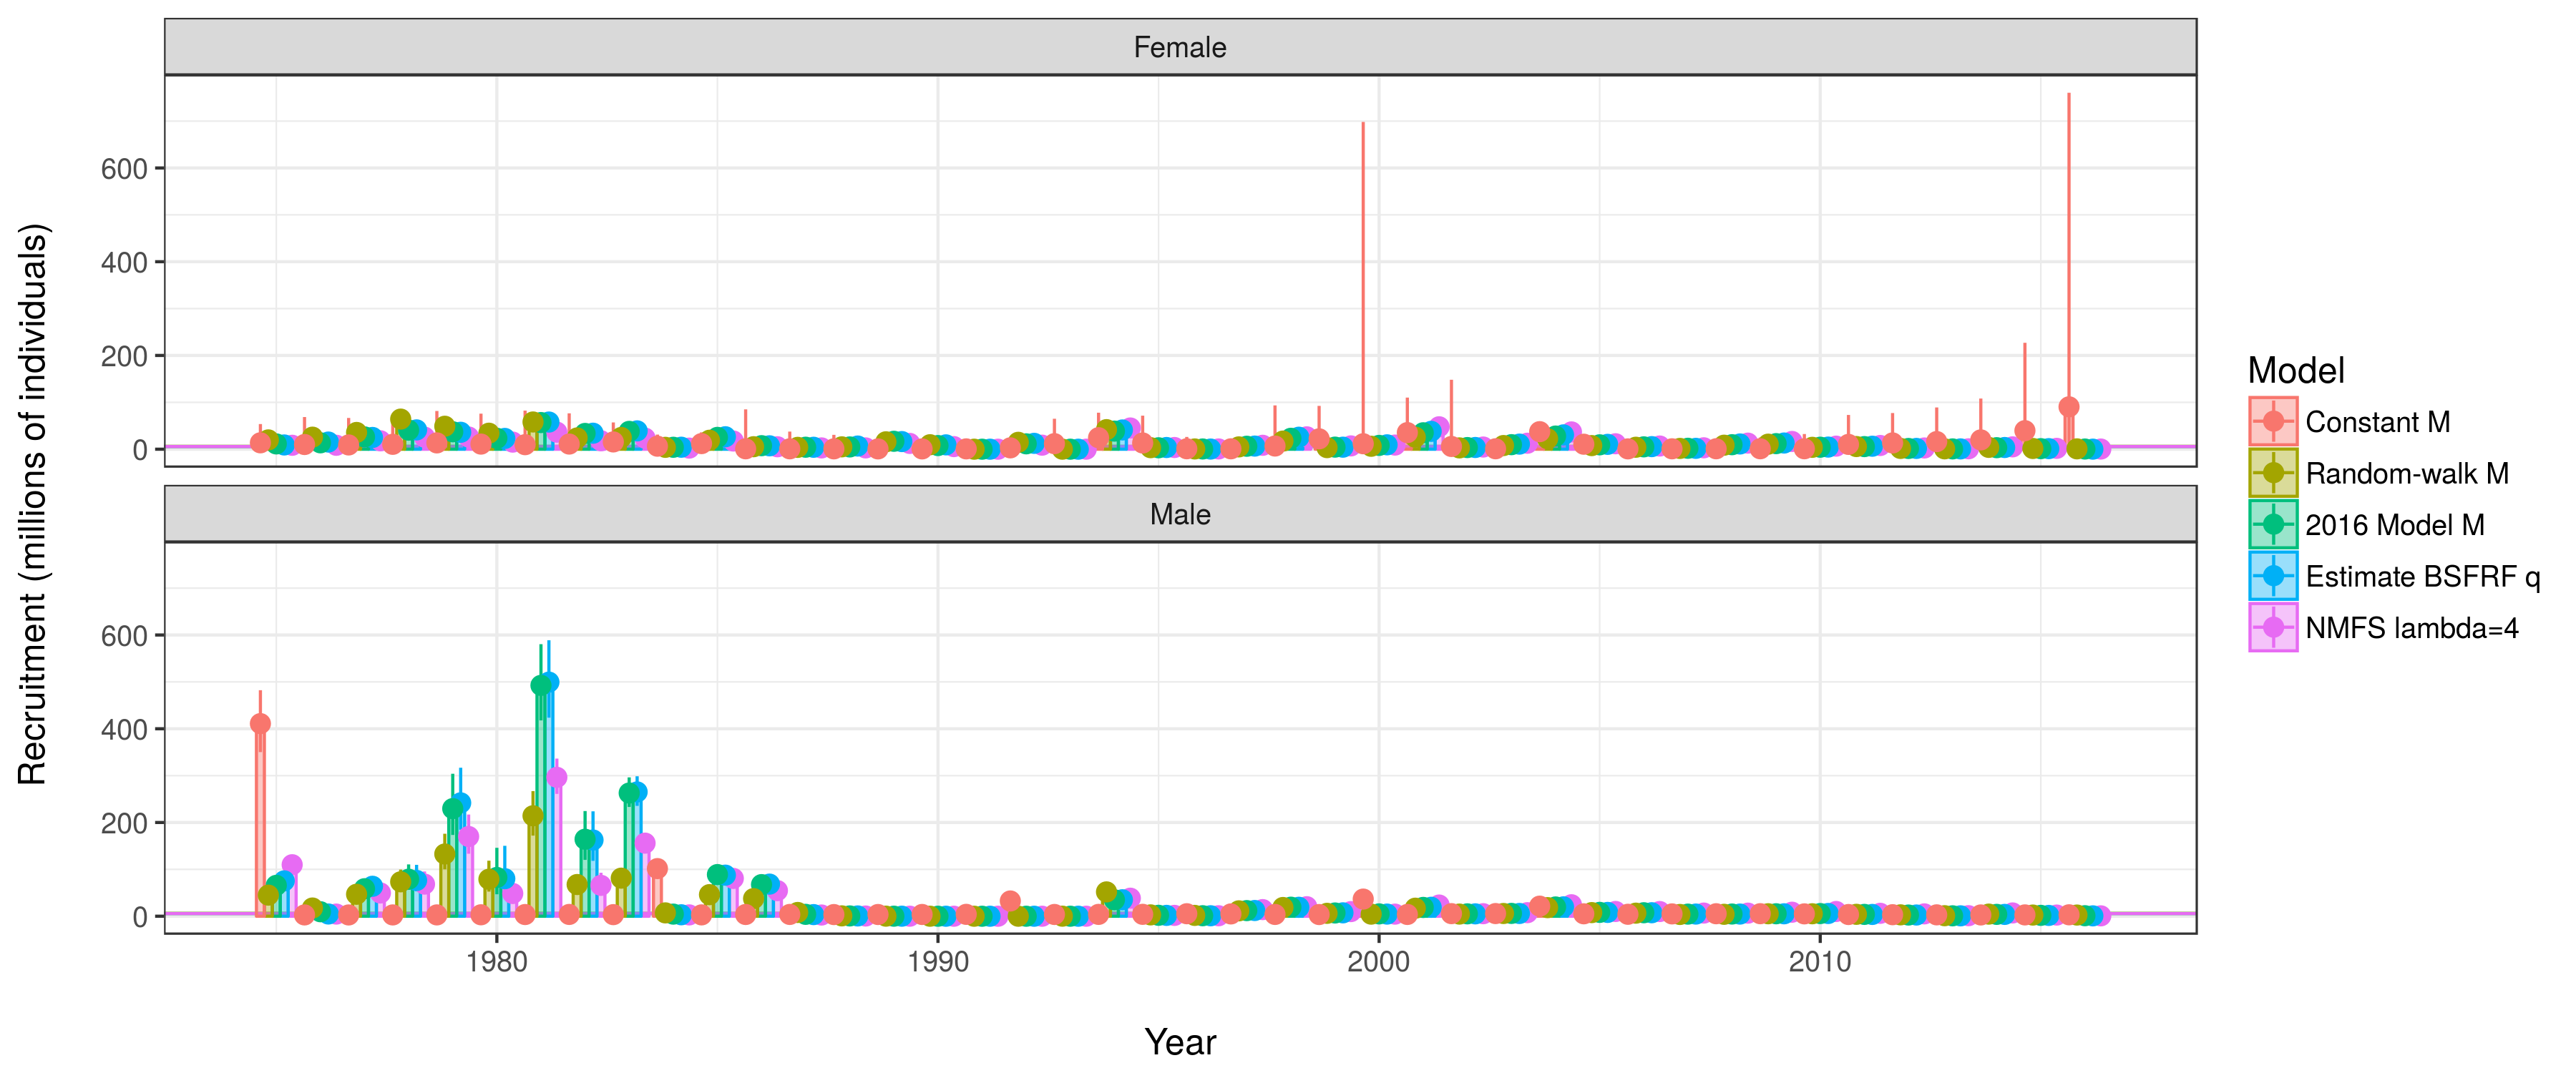 Female
600
400
200
0
Male
600
400
200
0
1980
1990
2000
2010
Year
Recruitment (millions of individuals)
Model
Constant M
Random-walk M
2016 Model M
Estimate BSFRF q
NMFS lambda=4